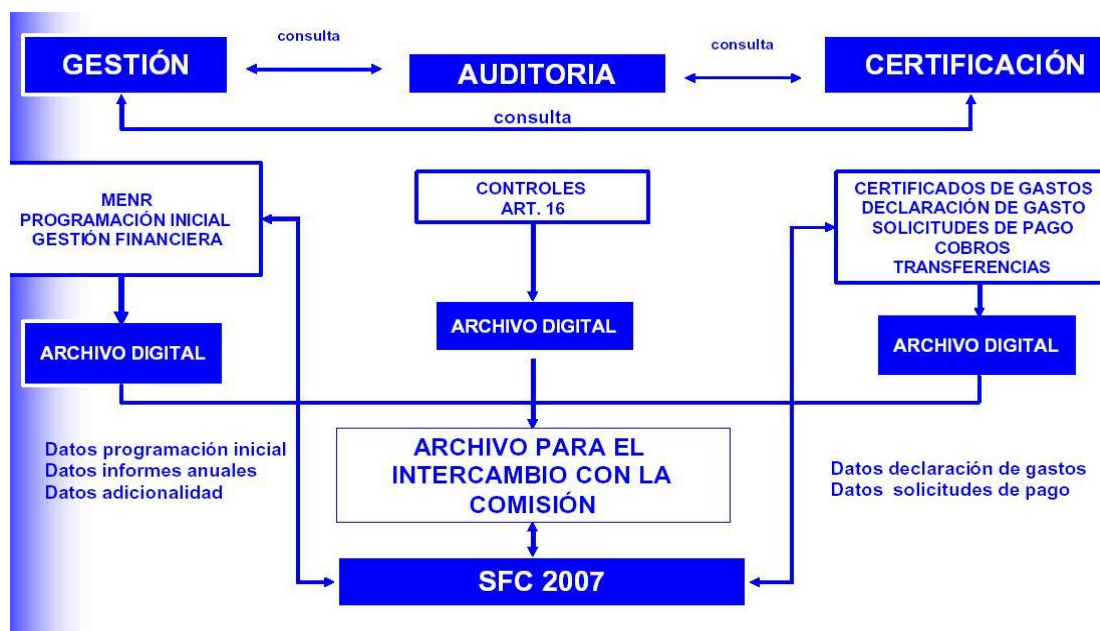 consulta
consulta
GESTIÓN
AUDITORIA
CERTIFICACIÓN
consulta
MENR
PROGRAMACIÓN INICIAL
GESTIÓN FINANCIERA
CONTROLES
ART. 16
CERTIFICADOS DE GASTOS
DECLARACIÓN DE GASTO
SOLICITUDES DE PAGO
COBROS
TRANSFERENCIAS
ARCHIVO DIGITAL
ARCHIVO DIGITAL
ARCHIVO DIGITAL
Datos programación inicial
Datos informes anuales
Datos adicionalidad
ARCHIVO PARA EL
INTERCAMBIO CON LA
COMISIÓN
Datos declaración de gastos
Datos solicitudes de pago
SFC 2007